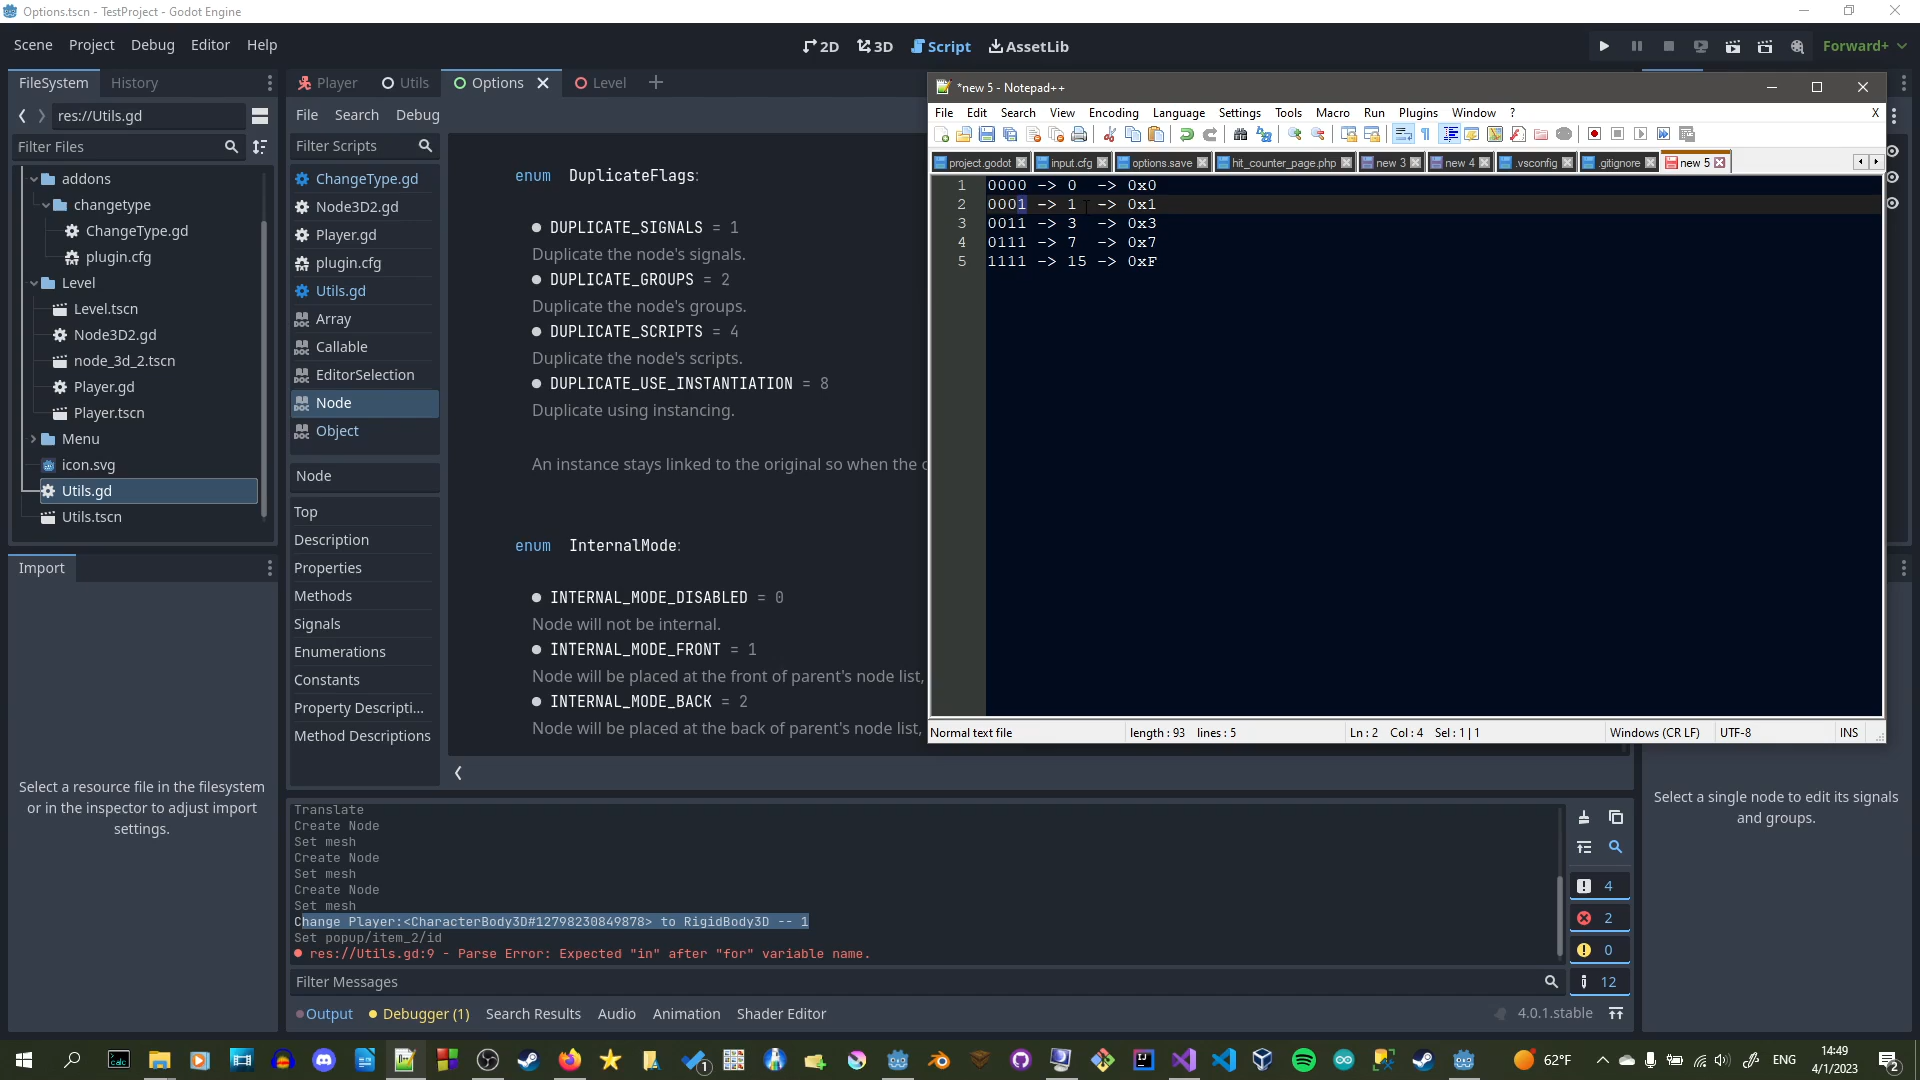 Options.tscn - TestProject - Godot Engine
Scene Project Debug Editor Help
2D 3D Script AssetLib
Forward+
FileSystem History
res://Utils.gd
Filter Files
addons
changetype
ChangeType.gd
plugin.cfg
Level
Level.tscn
Node3D2.gd
node_3d_2.tscn
Player.gd
Player.tscn
Menu
icon.svg
Utils.gd
Utils.tscn
Import
Select a resource file in the filesystem
or in the inspector to adjust import
settings.
Player Utils Options Level
File Search Debug
Filter Scripts
ChangeType.gd
Node3D2.gd
Player.gd
plugin.cfg
Utils.gd
Array
Callable
EditorSelection
Node
Object
Node
Top
Description
Properties
Methods
Signals
Enumerations
Constants
Property Descripti...
Method Descriptions
enum DuplicateFlags:
DUPLICATE_SIGNALS = 1
Duplicate the node's signals.
DUPLICATE_GROUPS = 2
Duplicate the node's groups.
DUPLICATE_SCRIPTS = 4
Duplicate the node's scripts.
DUPLICATE_USE_INSTANTIATION = 8
Duplicate using instancing.
An instance stays linked to the original so when the
enum InternalMode:
INTERNAL_MODE_DISABLED = 0
Node will not be internal.
INTERNAL_MODE_FRONT = 1
Node will be placed at the front of parent's node list,
INTERNAL_MODE_BACK = 2
Node will be placed at the back of parent's node list,
*new 5 - Notepad++
File Edit Search View Encoding Language Settings Tools Macro Run Plugins Window ? X
project.godot input.cfg options.save hit_counter_page.php new 3 new 4 .vsconfig .gitignore new 5
1 0000 -> 0 -> 0x0
2 0001 -> 1 -> 0x1
3 0011 -> 3 -> 0x3
4 0111 -> 7 -> 0x7
5 1111 -> 15 -> 0xF
Normal text file length : 93 lines : 5 Ln : 2 Col : 4 Sel : 1 | 1 Windows (CR LF) UTF-8 INS
Translate
Create Node
Set mesh
Create Node
Set mesh
Create Node
Set mesh
Change Player:<CharacterBody3D#12798230849878> to RigidBody3D -- 1
Set popup/item_2/id
res://Utils.gd:9 - Parse Error: Expected "in" after "for" variable name.
Filter Messages
4
2
0
12
Output Debugger (1) Search Results Audio Animation Shader Editor 4.0.1.stable
Select a single node to edit its signals
and groups.
62°F ENG 14:49
4/1/2023
2